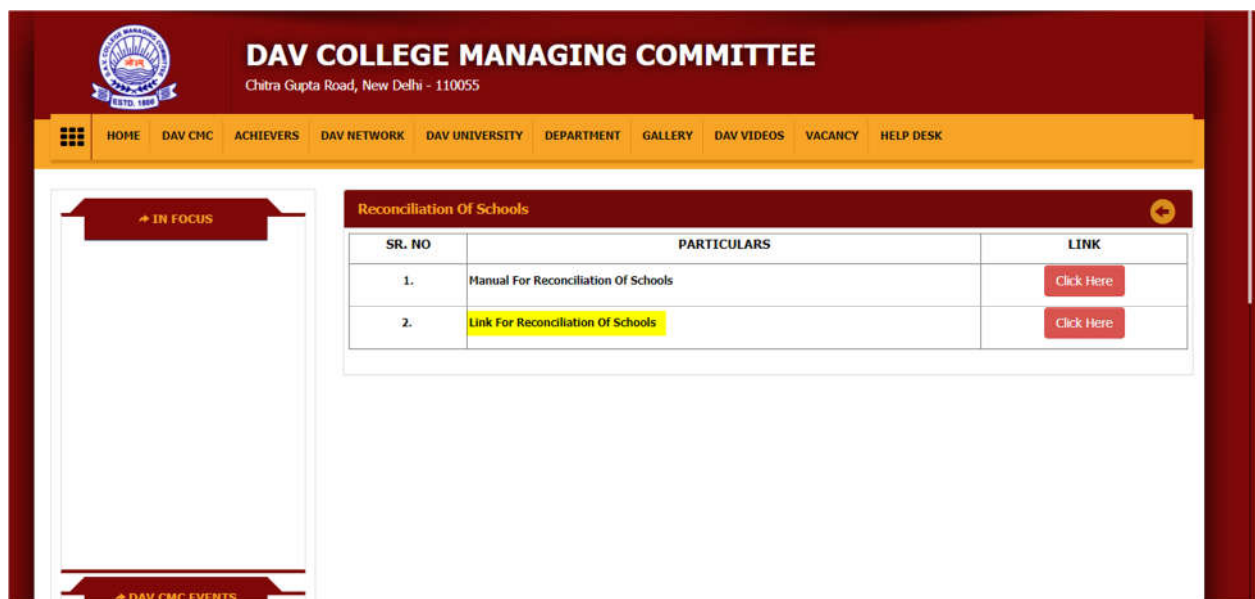 DAV COLLEGE MANAGING COMMITTEE
Chitra Gupta Road, New Delhi - 110055
ESTD. 1886
HOME DAV CMC ACHIEVERS DAV NETWORK DAV UNIVERSITY DEPARTMENT GALLERY DAV VIDEOS VACANCY HELP DESK
IN FOCUS
Reconciliation Of Schools
SR. NO PARTICULARS LINK
1. Manual For Reconciliation Of Schools Click Here
2. Link For Reconciliation Of Schools Click Here
DAV CMC EVENTS